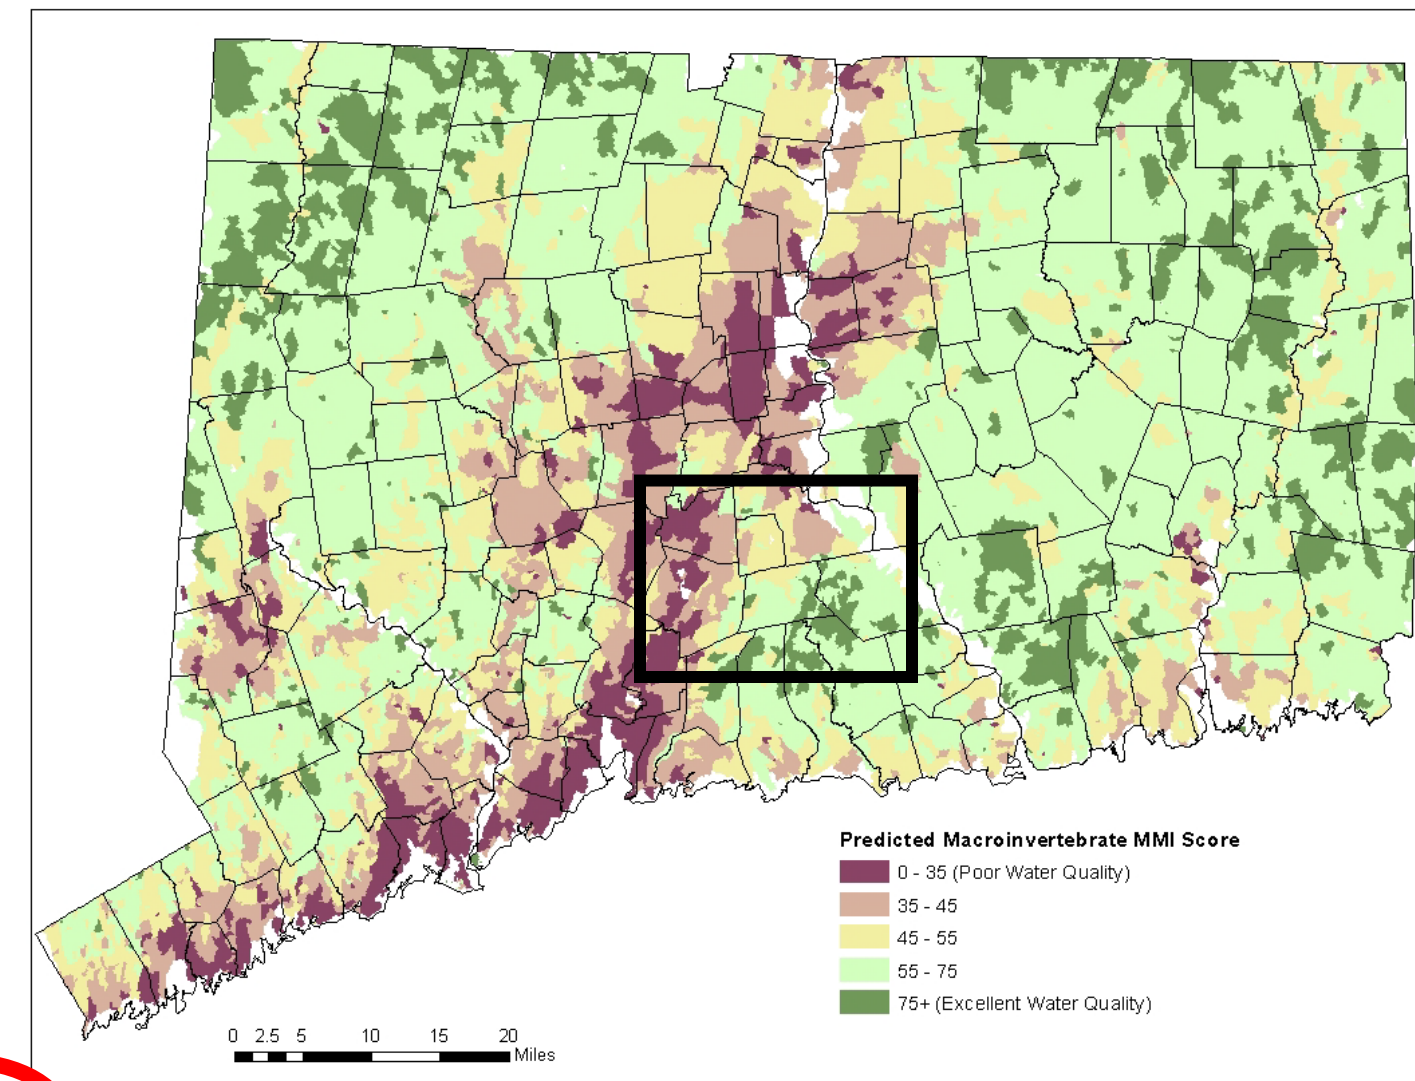 Predicted Macroinvertebrate MMI Score
0 - 35 (Poor Water Quality)
35 - 45
45 - 55
55 - 75
75+ (Excellent Water Quality)
0 2.5 5 10 15 20
Miles